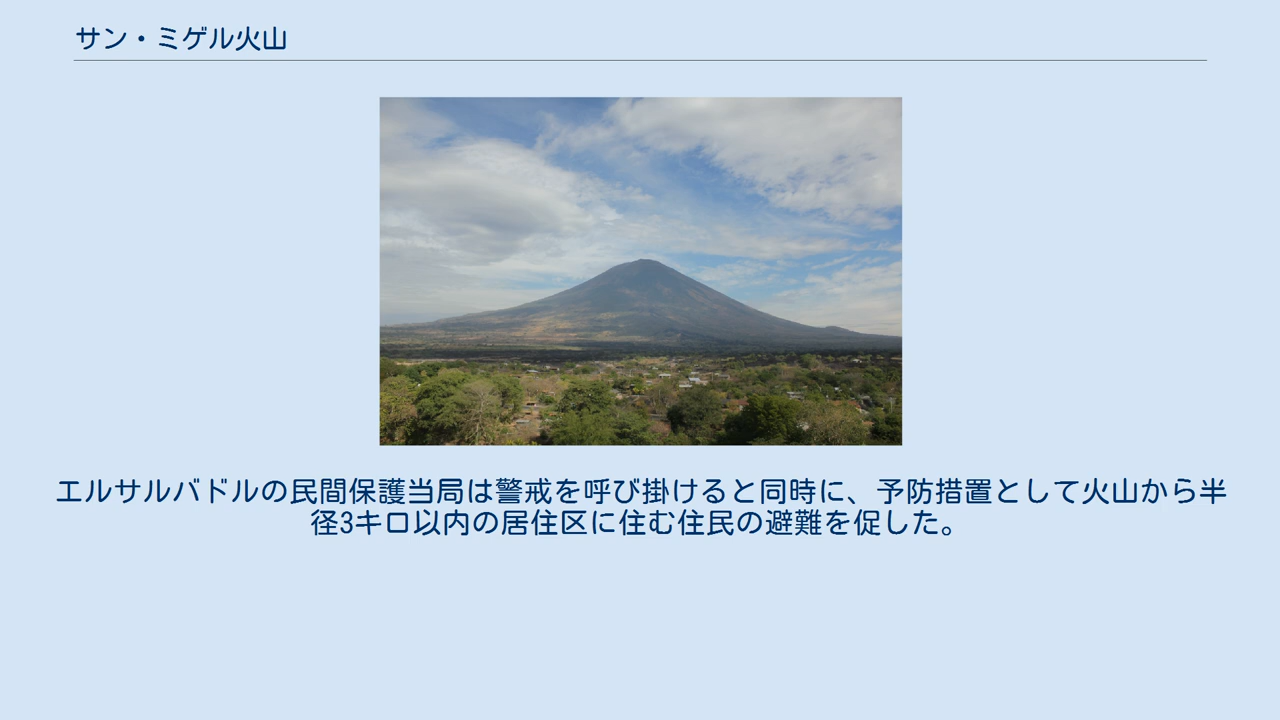 サン・ミゲル火山
エルサルバドルの民間保護当局は警戒を呼び掛けると同時に、予防措置として火山から半
径3キロ以内の居住区に住む住民の避難を促した。